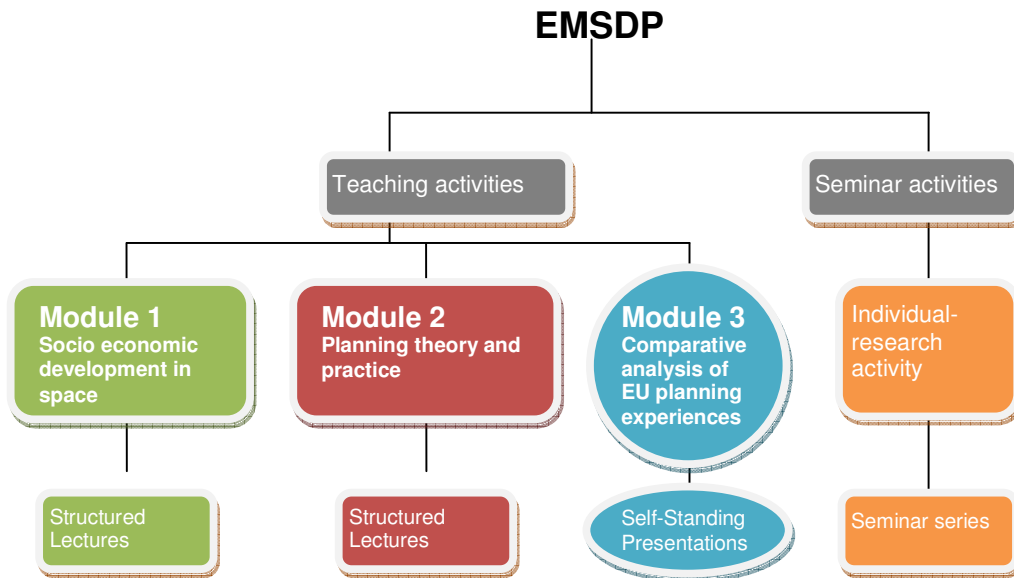 EMSDP
Teaching activities
Seminar activities
Module 1
Socio economic
development in
space
Module 2
Planning theory and
practice
Module 3
Comparative
analysis of
EU planning
experiences
Individual-
research
activity
Structured
Lectures
Structured
Lectures
Self-Standing
Presentations
Seminar series